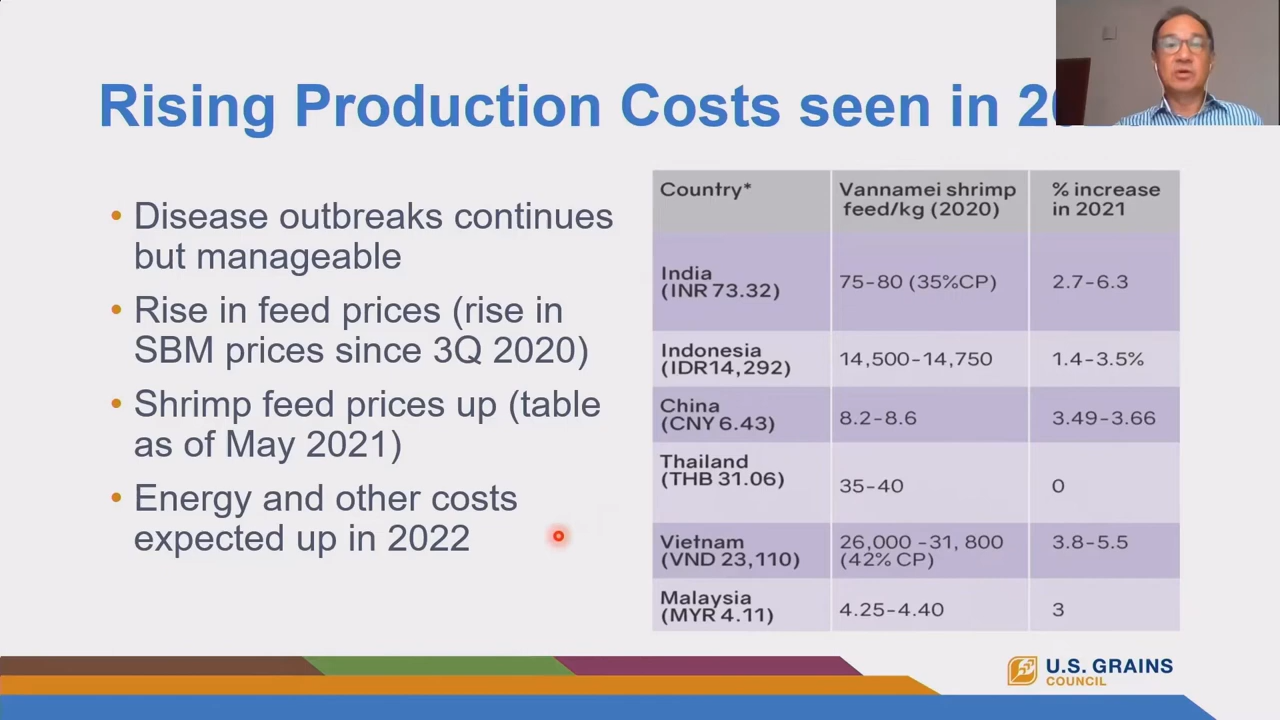 Rising Production Costs seen in
• Disease outbreaks continues
but manageable
• Rise in feed prices (rise in
SBM prices since 3Q 2020)
• Shrimp feed prices up (table
as of May 2021)
• Energy and other costs
expected up in 2022
Country*
Vannamei shrimp
feed/kg (2020)
% increase
in 2021
India
(INR 73.32)
75-80 (35%CP)
2.7-6.3
Indonesia
(IDR14,292)
14,500-14,750
1.4-3.5%
China
(CNY 6.43)
8.2-8.6
3.49-3.66
Thailand
(THB 31.06)
35-40
0
Vietnam
(VND 23,110)
26,000 -31, 800
(42% CP)
3.8-5.5
Malaysia
(MYR 4.11)
4.25-4.40
3
U.S. GRAINS
COUNCIL